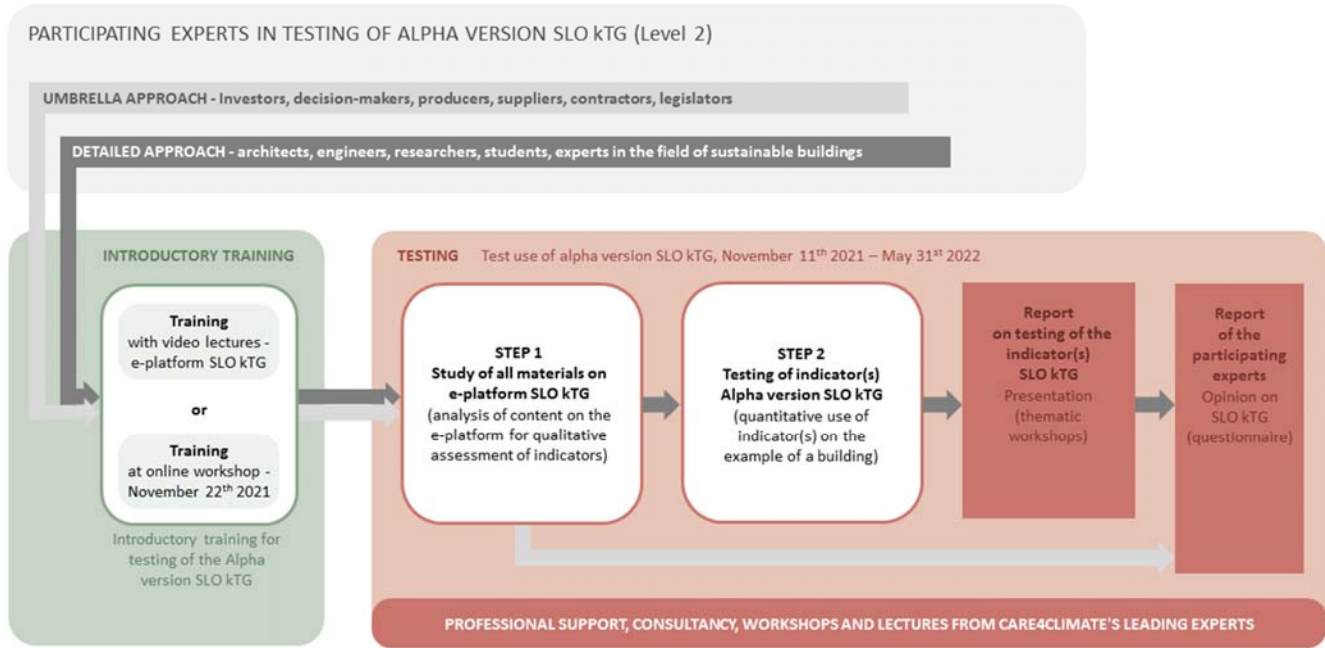 PARTICIPATING EXPERTS IN TESTING OF ALPHA VERSION SLO kTG (Level 2)
UMBRELLA APPROACH - Investors, decision-makers, producers, suppliers, contractors, legislators
DETAILED APPROACH - architects, engineers, researchers, students, experts in the field of sustainable buildings
INTRODUCTORY TRAINING
Training
with video lectures -
e-platform SLO kTG
or
Training
at online workshop -
November 22th 2021
Introductory training for
testing of the Alpha
version SLO kTG
TESTING Test use of alpha version SLO kTG, November 11th 2021 – May 31st 2022
STEP 1
Study of all materials on
e-platform SLO kTG
(analysis of content on the
e-platform for qualitative
assessment of indicators)
STEP 2
Testing of indicator(s)
Alpha version SLO kTG
(quantitative use of
indicator(s) on the
example of a building)
Report
on testing of the
indicator(s)
SLO kTG
Presentation
(thematic
workshops)
Report
of the
participating
experts
Opinion on
SLO kTG
(questionnaire)
PROFESSIONAL SUPPORT, CONSULTANCY, WORKSHOPS AND LECTURES FROM CARE4CLIMATE'S LEADING EXPERTS